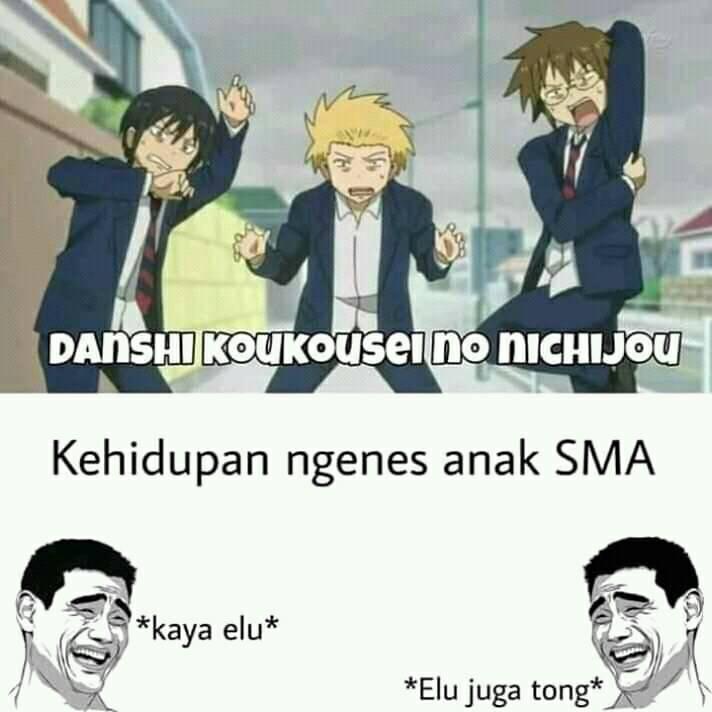 DAnSHI KOUKOUSEI no nICHIJOU
Kehidupan ngenes anak SMA
*kaya elu*
*Elu juga tong*